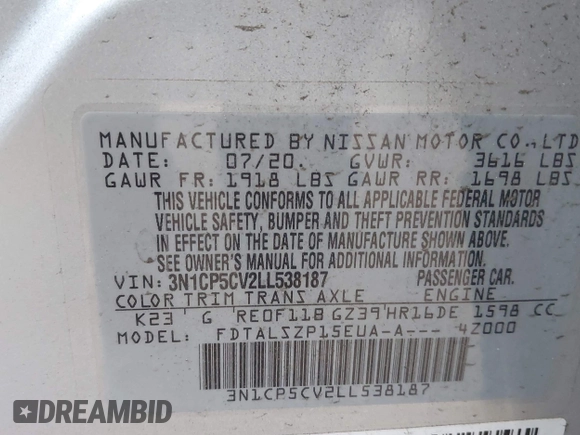 MANUFACTURED BY NISSAN MOTOR CO., LTD
DATE: 07/20. GVWR: 3616 LBS
GAWR FR: 1918 LBS GAWR RR: 1698 LBS
THIS VEHICLE CONFORMS TO ALL APPLICABLE FEDERAL MOTOR
VEHICLE SAFETY, BUMPER AND THEFT PREVENTION STANDARDS
IN EFFECT ON THE DATE OF MANUFACTURE SHOWN ABOVE.
SEE OWNER'S MANUAL FOR ADDITIONAL INFORMATION.
VIN: 3N1CP5CV2LL538187 PASSENGER CAR.
COLOR TRIM TRANS AXLE ENGINE
K23 G RE0F11B GZ39 HR16DE 1598 CC
MODEL: FDTALSZP15EUA-A--- 4Z000
3N1CP5CV2LL538187
DREAMBID